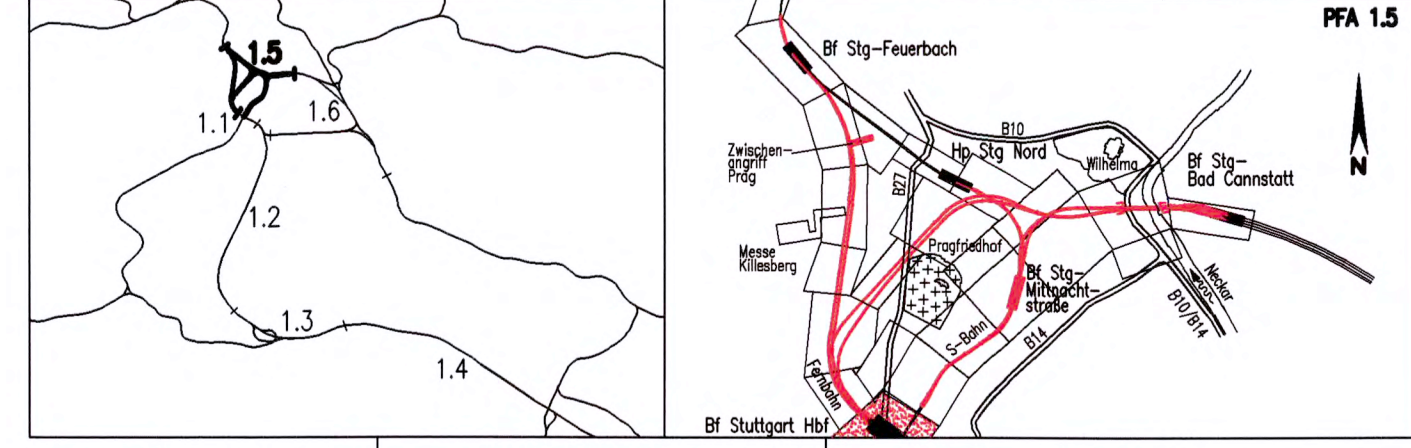 1.5
1.1
1.6
1.2
1.3
1.4
PFA 1.5
Bf Stg-Feuerbach
B10
Zwischen-
angriff
Prag
Hp Stg Nord
Wilhelma
Bf Stg-
Bad Cannstatt
B27
N
Messe
Killesberg
Pragfriedhof
Bf Stg-
Mittnacht-
straße
Neckar
B10/B14
S-Bahn
B14
Fernbahn
Bf Stuttgart Hbf